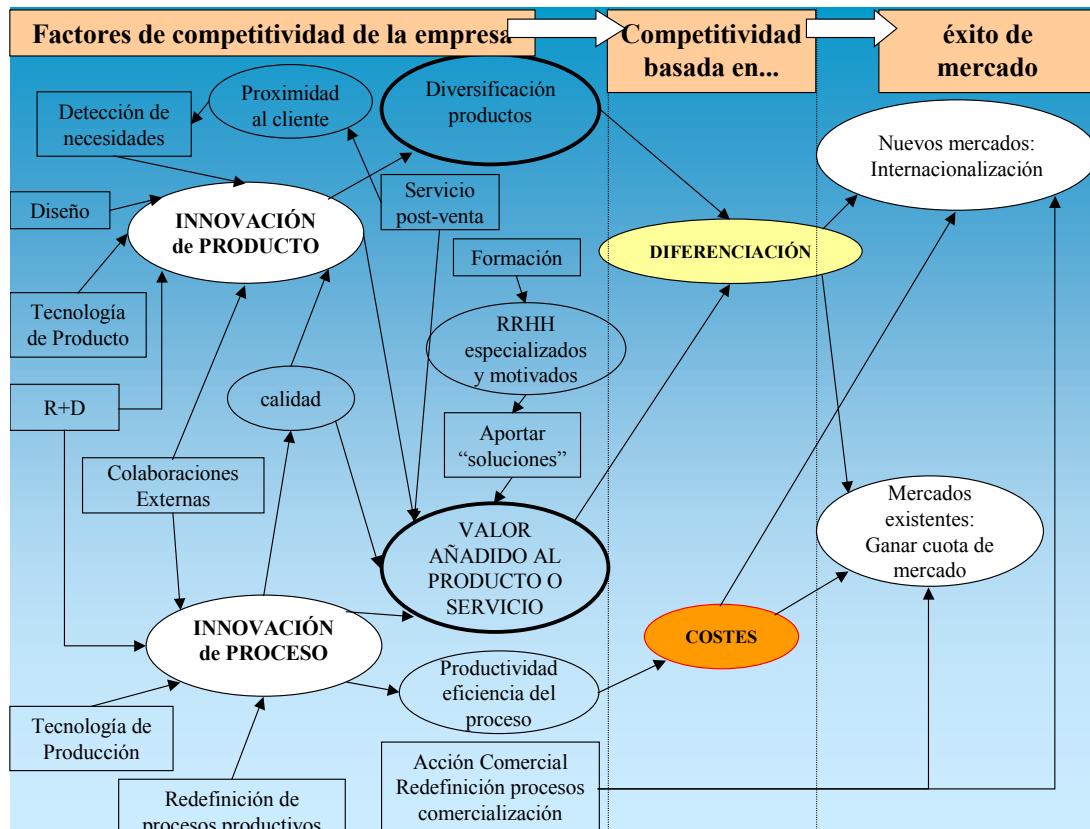 Factores de competitividad de la empresa
Competitividad
basada en...
éxito de
mercado
Detección de
necesidades
Proximidad
al cliente
Diversificación
productos
Nuevos mercados:
Internacionalización
Diseño
INNOVACIÓN
de PRODUCTO
Servicio
post-venta
DIFERENCIACIÓN
Formación
Tecnología
de Producto
RRHH
especializados
y motivados
R+D
calidad
Aportar
“soluciones”
Colaboraciones
Externas
Mercados
existentes:
Ganar cuota de
mercado
VALOR
AÑADIDO AL
PRODUCTO O
SERVICIO
INNOVACIÓN
de PROCESO
COSTES
Productividad
eficiencia del
proceso
Tecnología de
Producción
Acción Comercial
Redefinición procesos
comercialización
Redefinición de
procesos productivos